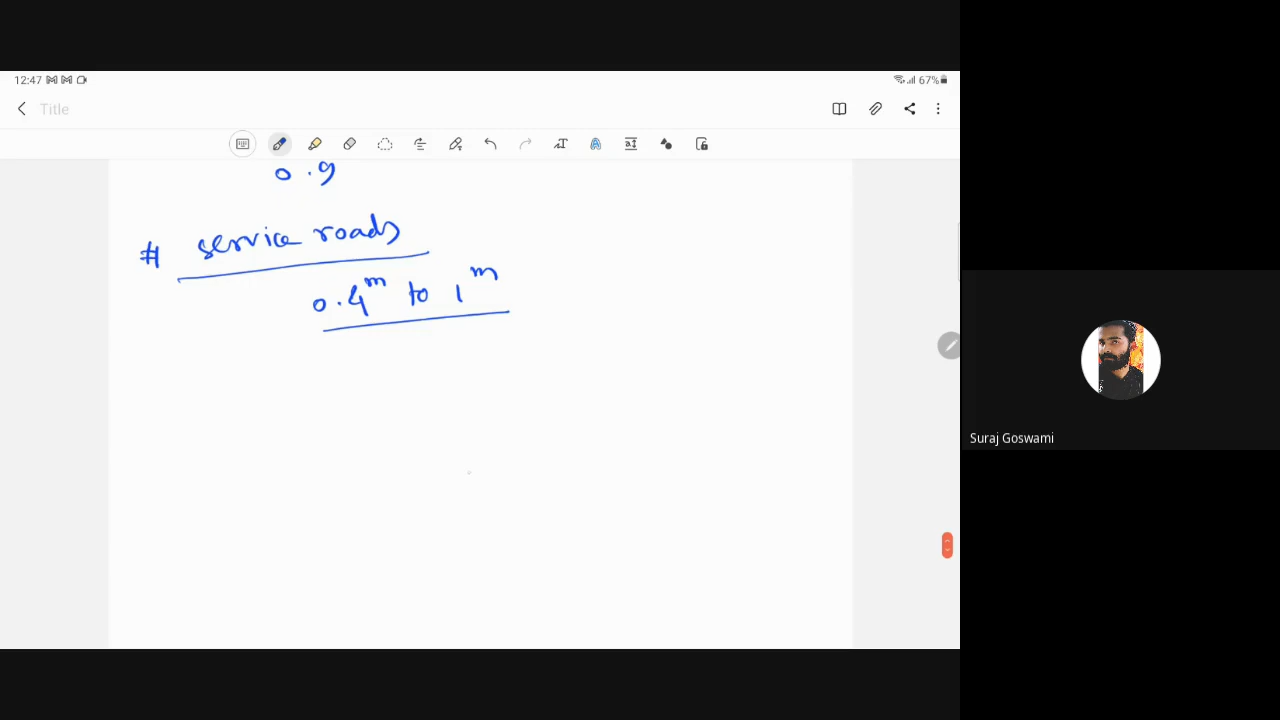 12:47
67%
Title
0.9
# service roads
0.4m to 1m
Suraj Goswami